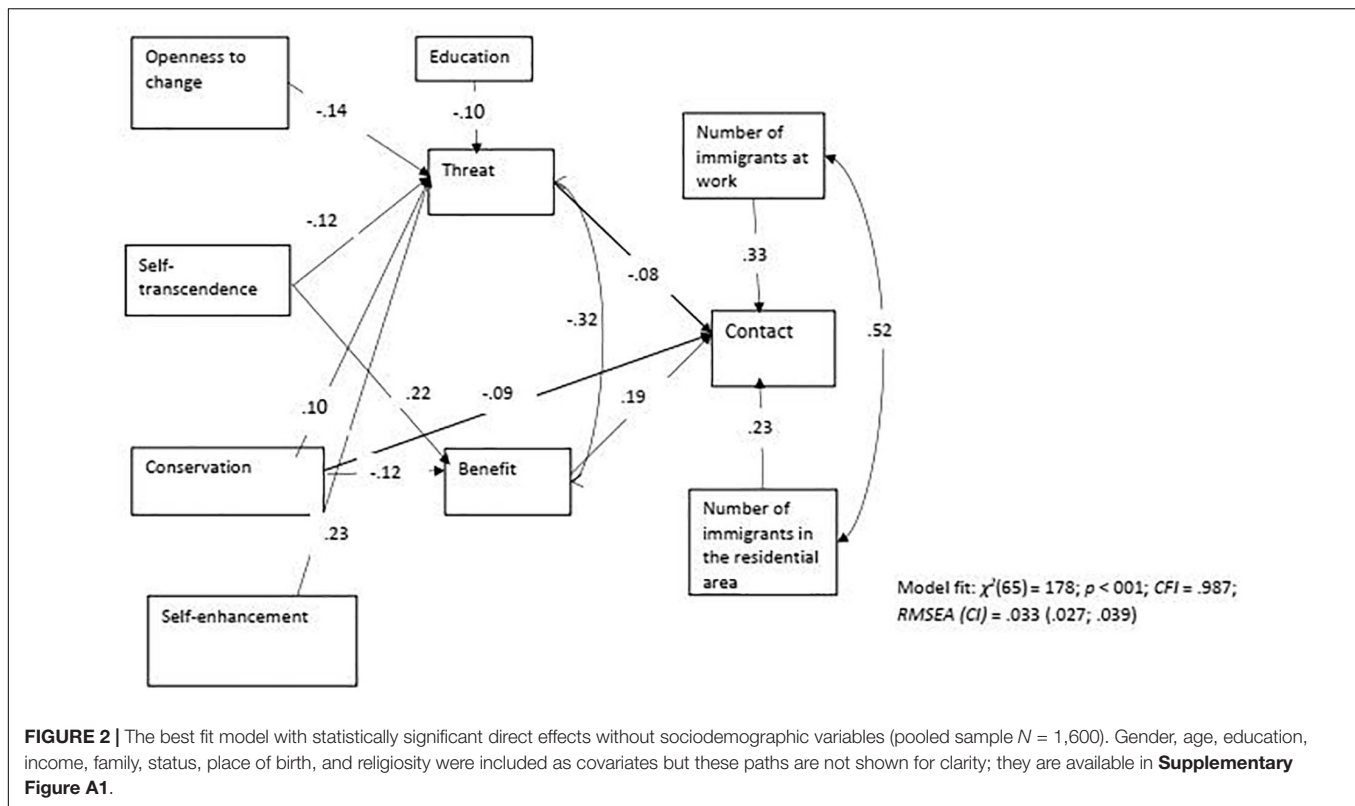 Openness to
change
Education
-.14
-.10
Number of
immigrants at
work
Threat
-.12
.33
Self-
transcendence
-.08
-.32
Contact
.52
.22
-.09
.19
.10
.23
Conservation
-.12
Benefit
Number of
immigrants in
the residential
area
.23
Self-enhancement
Model fit: χ²(65) = 178; p < 001; CFI = .987;
RMSEA (CI) = .033 (.027; .039)
FIGURE 2 | The best fit model with statistically significant direct effects without sociodemographic variables (pooled sample N = 1,600). Gender, age, education,
income, family, status, place of birth, and religiosity were included as covariates but these paths are not shown for clarity; they are available in Supplementary
Figure A1.